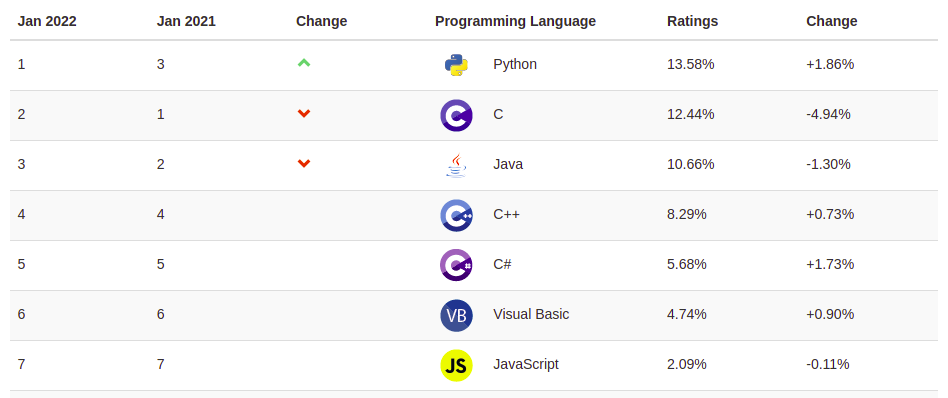 Jan 2022 Jan 2021 Change Programming Language Ratings Change
1 3 Python 13.58% +1.86%
2 1 C C 12.44% -4.94%
3 2 Java 10.66% -1.30%
4 4 C++ C++ 8.29% +0.73%
5 5 C# C# 5.68% +1.73%
6 6 VB Visual Basic 4.74% +0.90%
7 7 JS JavaScript 2.09% -0.11%